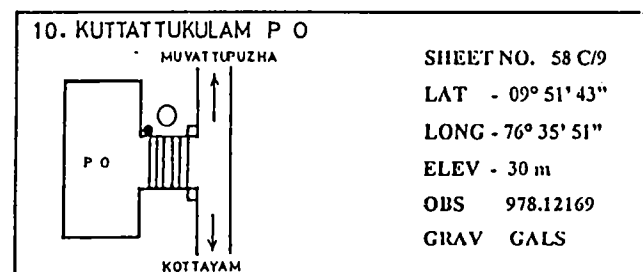 10. KUTTATTUKULAM P O
MUVATTUPUZHA
P O
KOTTAYAM
SHEET NO. 58 C/9
LAT - 09° 51' 43"
LONG - 76° 35' 51"
ELEV - 30 m
OBS 978.12169
GRAV GALS